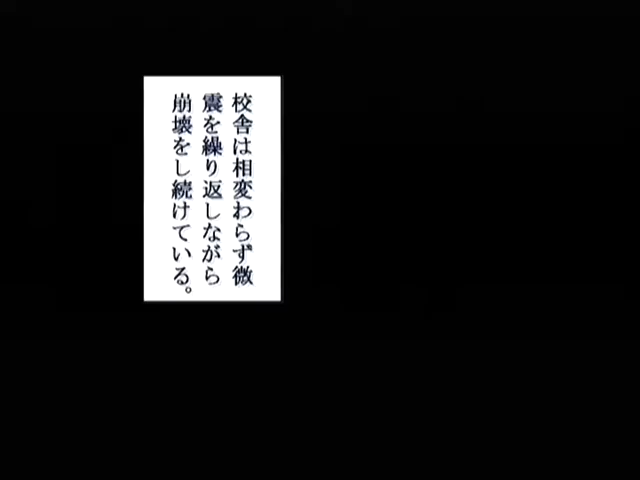 校舎は相変わらず微
震を繰り返しながら
崩壊をし続けている。